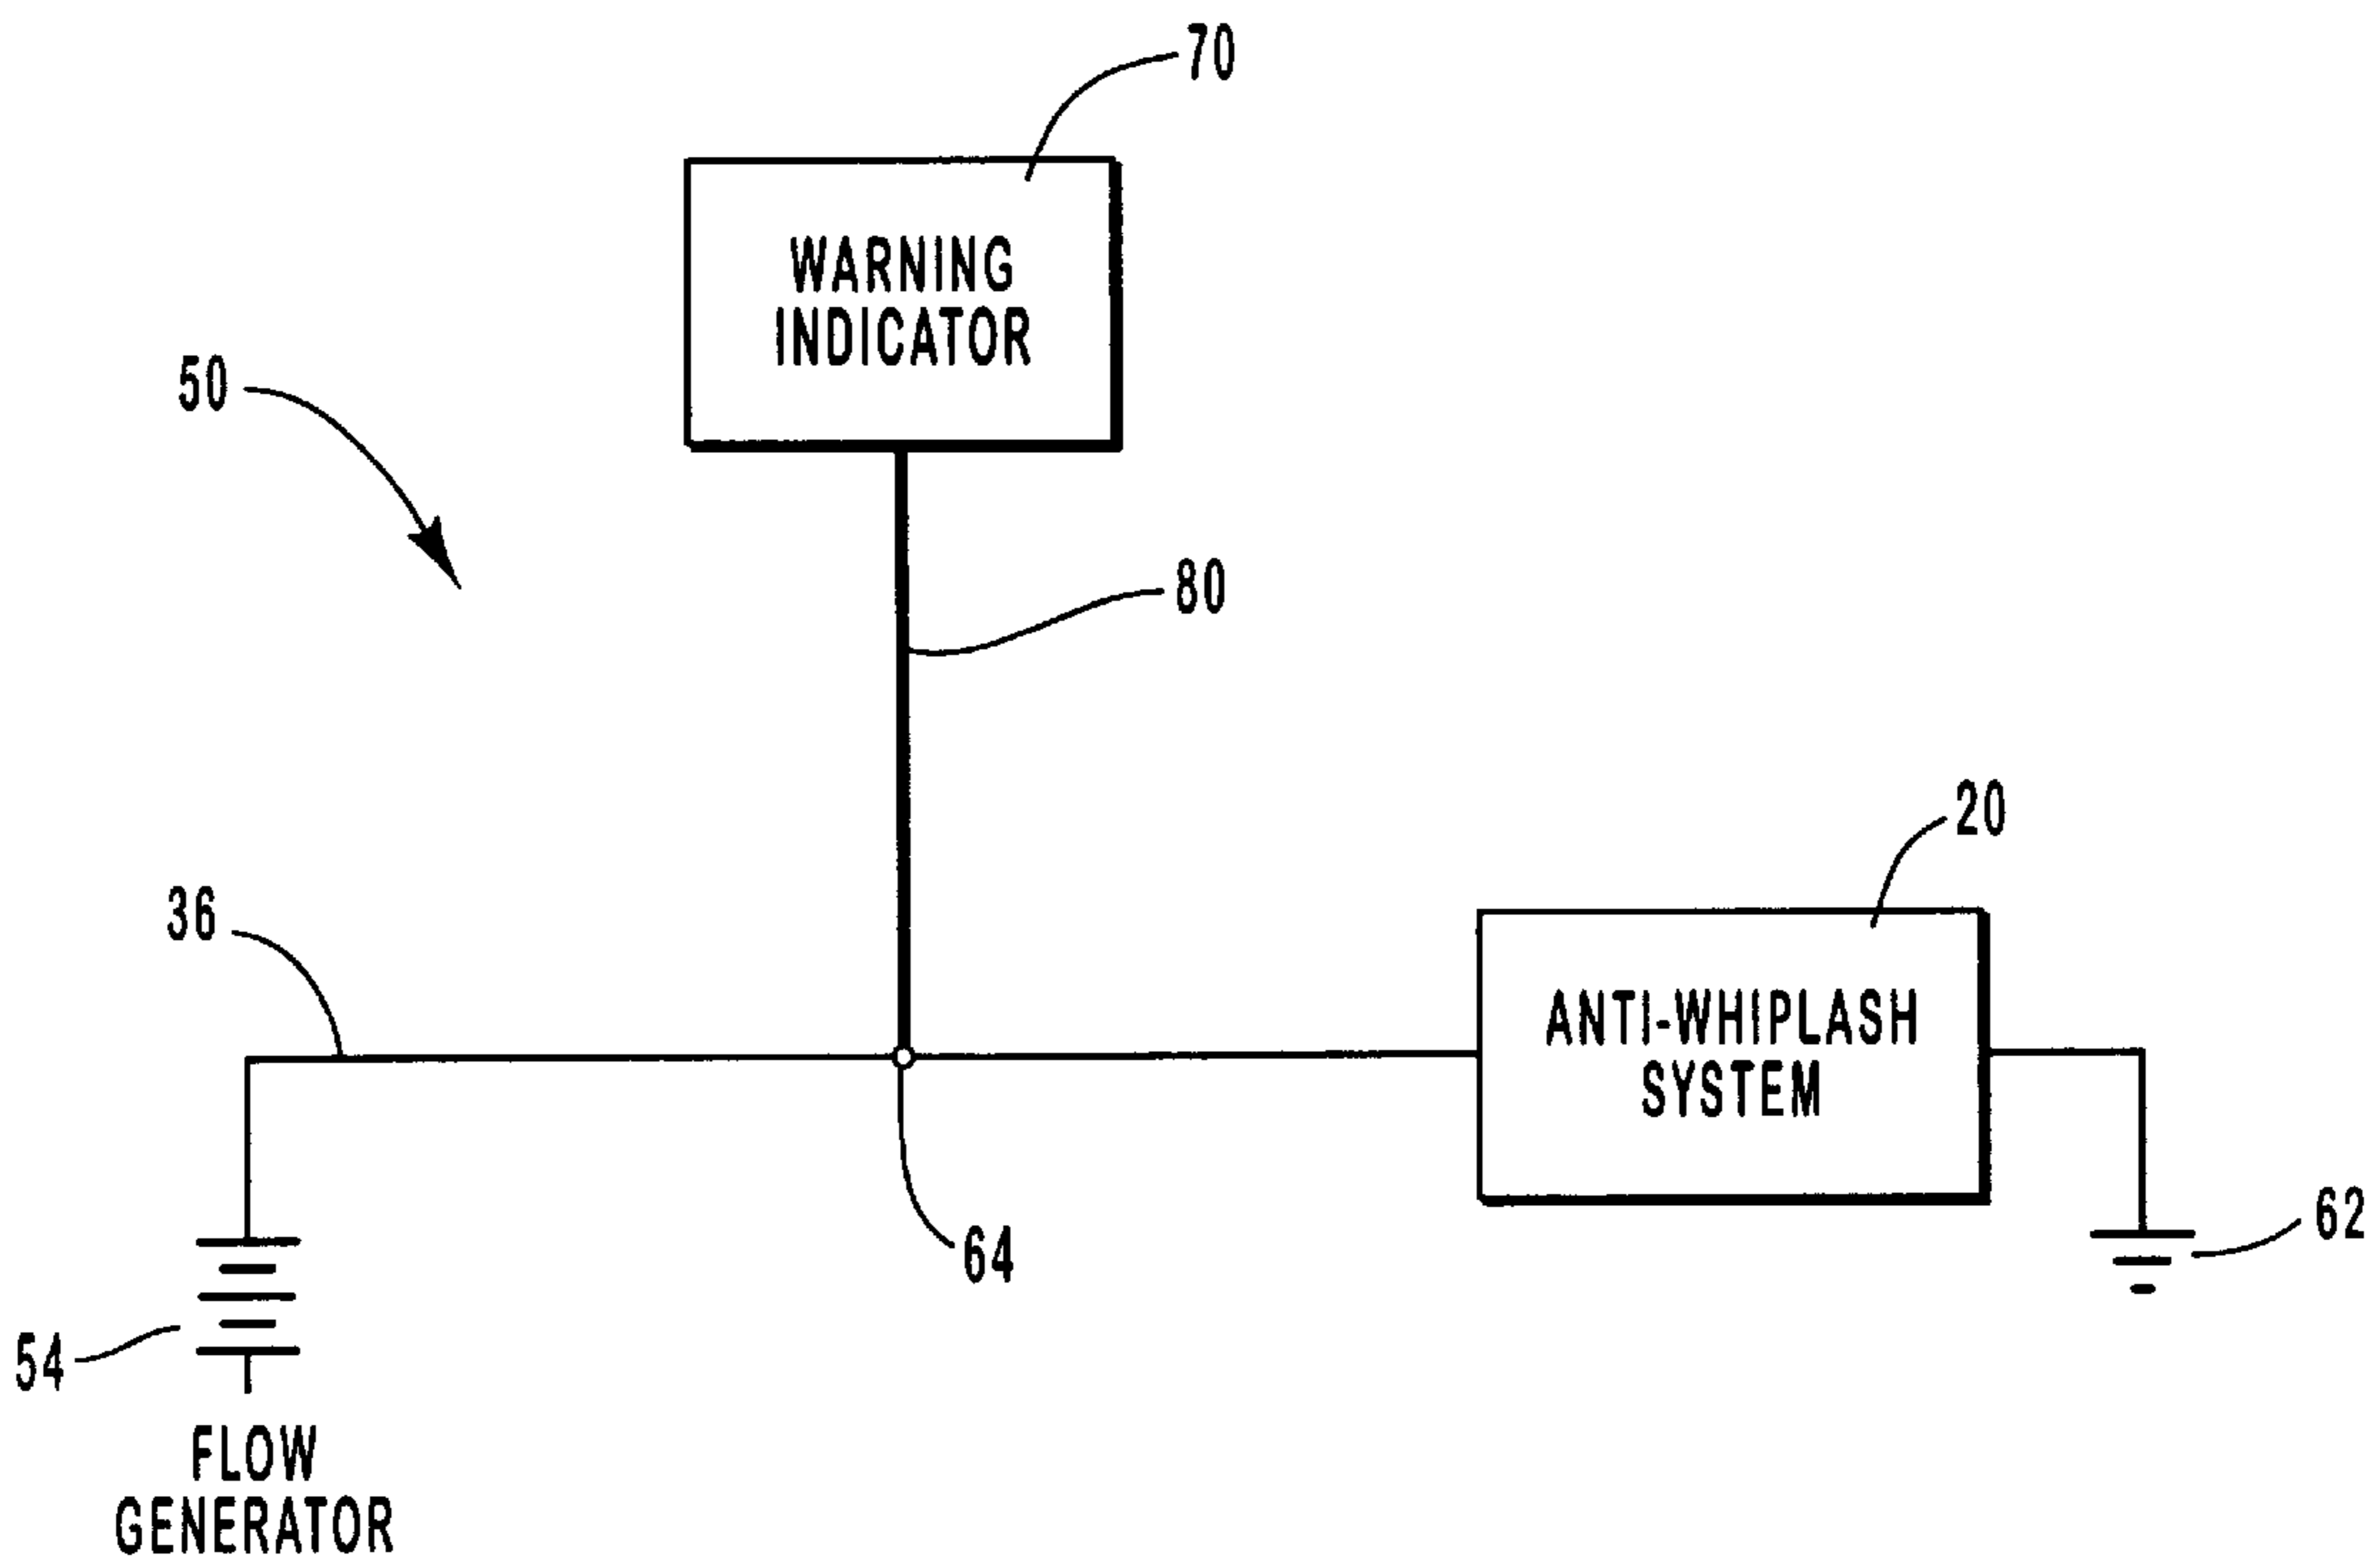 70
WARNING
INDICATOR
50
80
20
36
ANTI-WHIPLASH
SYSTEM
62
64
54
FLOW
GENERATOR